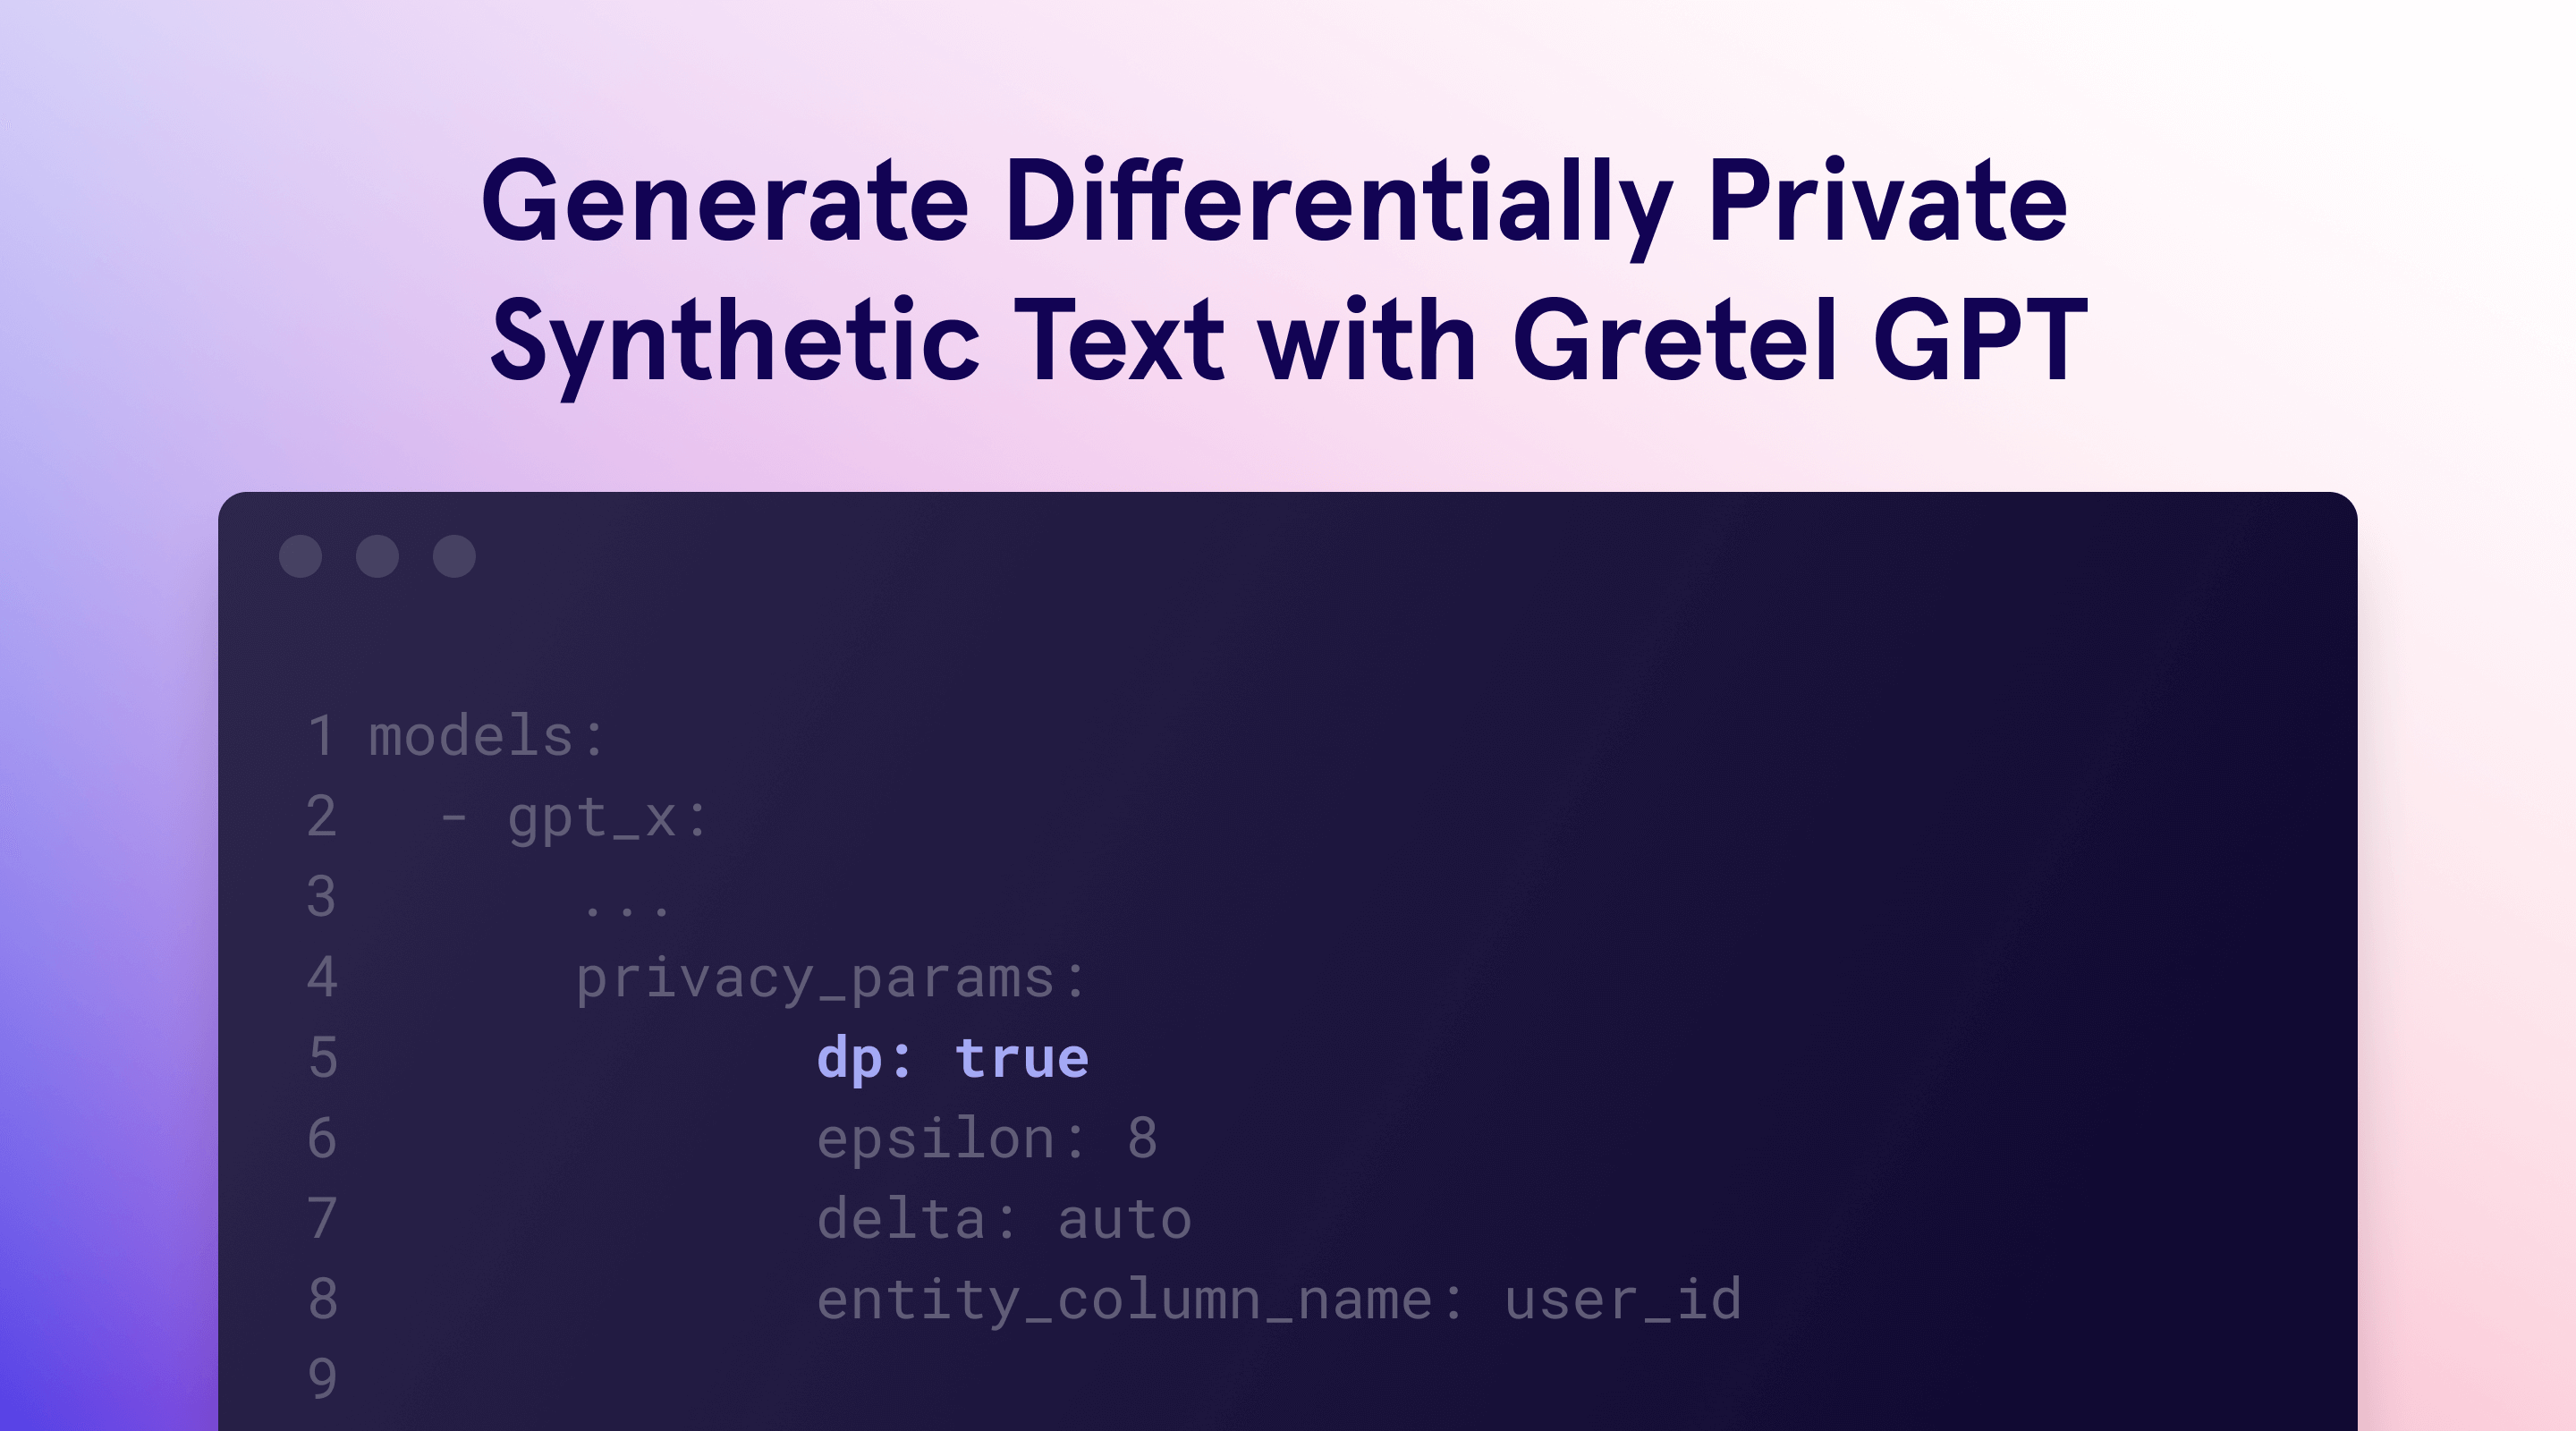 Generate Differentially Private
Synthetic Text with Gretel GPT
1 models:
2 - gpt_x:
3 ...
4 privacy_params:
5 dp: true
6 epsilon: 8
7 delta: auto
8 entity_column_name: user_id
9